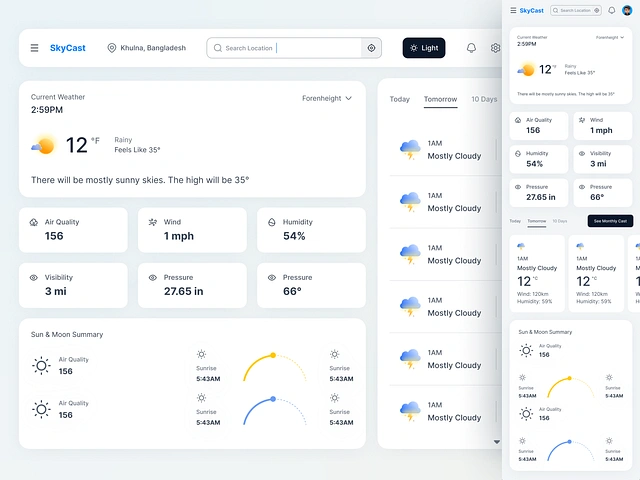 SkyCast
Khulna, Bangladesh
Search Location
Light
Current Weather
Forenheight
2:59PM
12 °F
Rainy
Feels Like 35°
There will be mostly sunny skies. The high will be 35°
Air Quality
156
Wind
1 mph
Humidity
54%
Visibility
3 mi
Pressure
27.65 in
Pressure
66°
Sun & Moon Summary
Air Quality
156
Sunrise
5:43AM
Sunrise
5:43AM
Air Quality
156
Sunrise
5:43AM
Sunrise
5:43AM
Today
Tomorrow
10 Days
1AM
Mostly Cloudy
1AM
Mostly Cloudy
1AM
Mostly Cloudy
1AM
Mostly Cloudy
1AM
Mostly Cloudy
1AM
Mostly Cloudy
SkyCast
Search Location
Current Weather
Forenheight
2:59PM
12 °F
Rainy
Feels Like 35°
There will be mostly sunny skies. The high will be 35°
Air Quality
156
Wind
1 mph
Humidity
54%
Visibility
3 mi
Pressure
27.65 in
Pressure
66°
Today
Tomorrow
10 Days
See Monthly Cast
1AM
Mostly Cloudy
12 °C
Wind: 120km
Humidity: 59%
1AM
Mostly Cloudy
12 °C
Wind: 120km
Humidity: 59%
Sun & Moon Summary
Air Quality
156
Sunrise
5:43AM
Sunrise
5:43AM
Air Quality
156
Sunrise
5:43AM
Sunrise
5:43AM